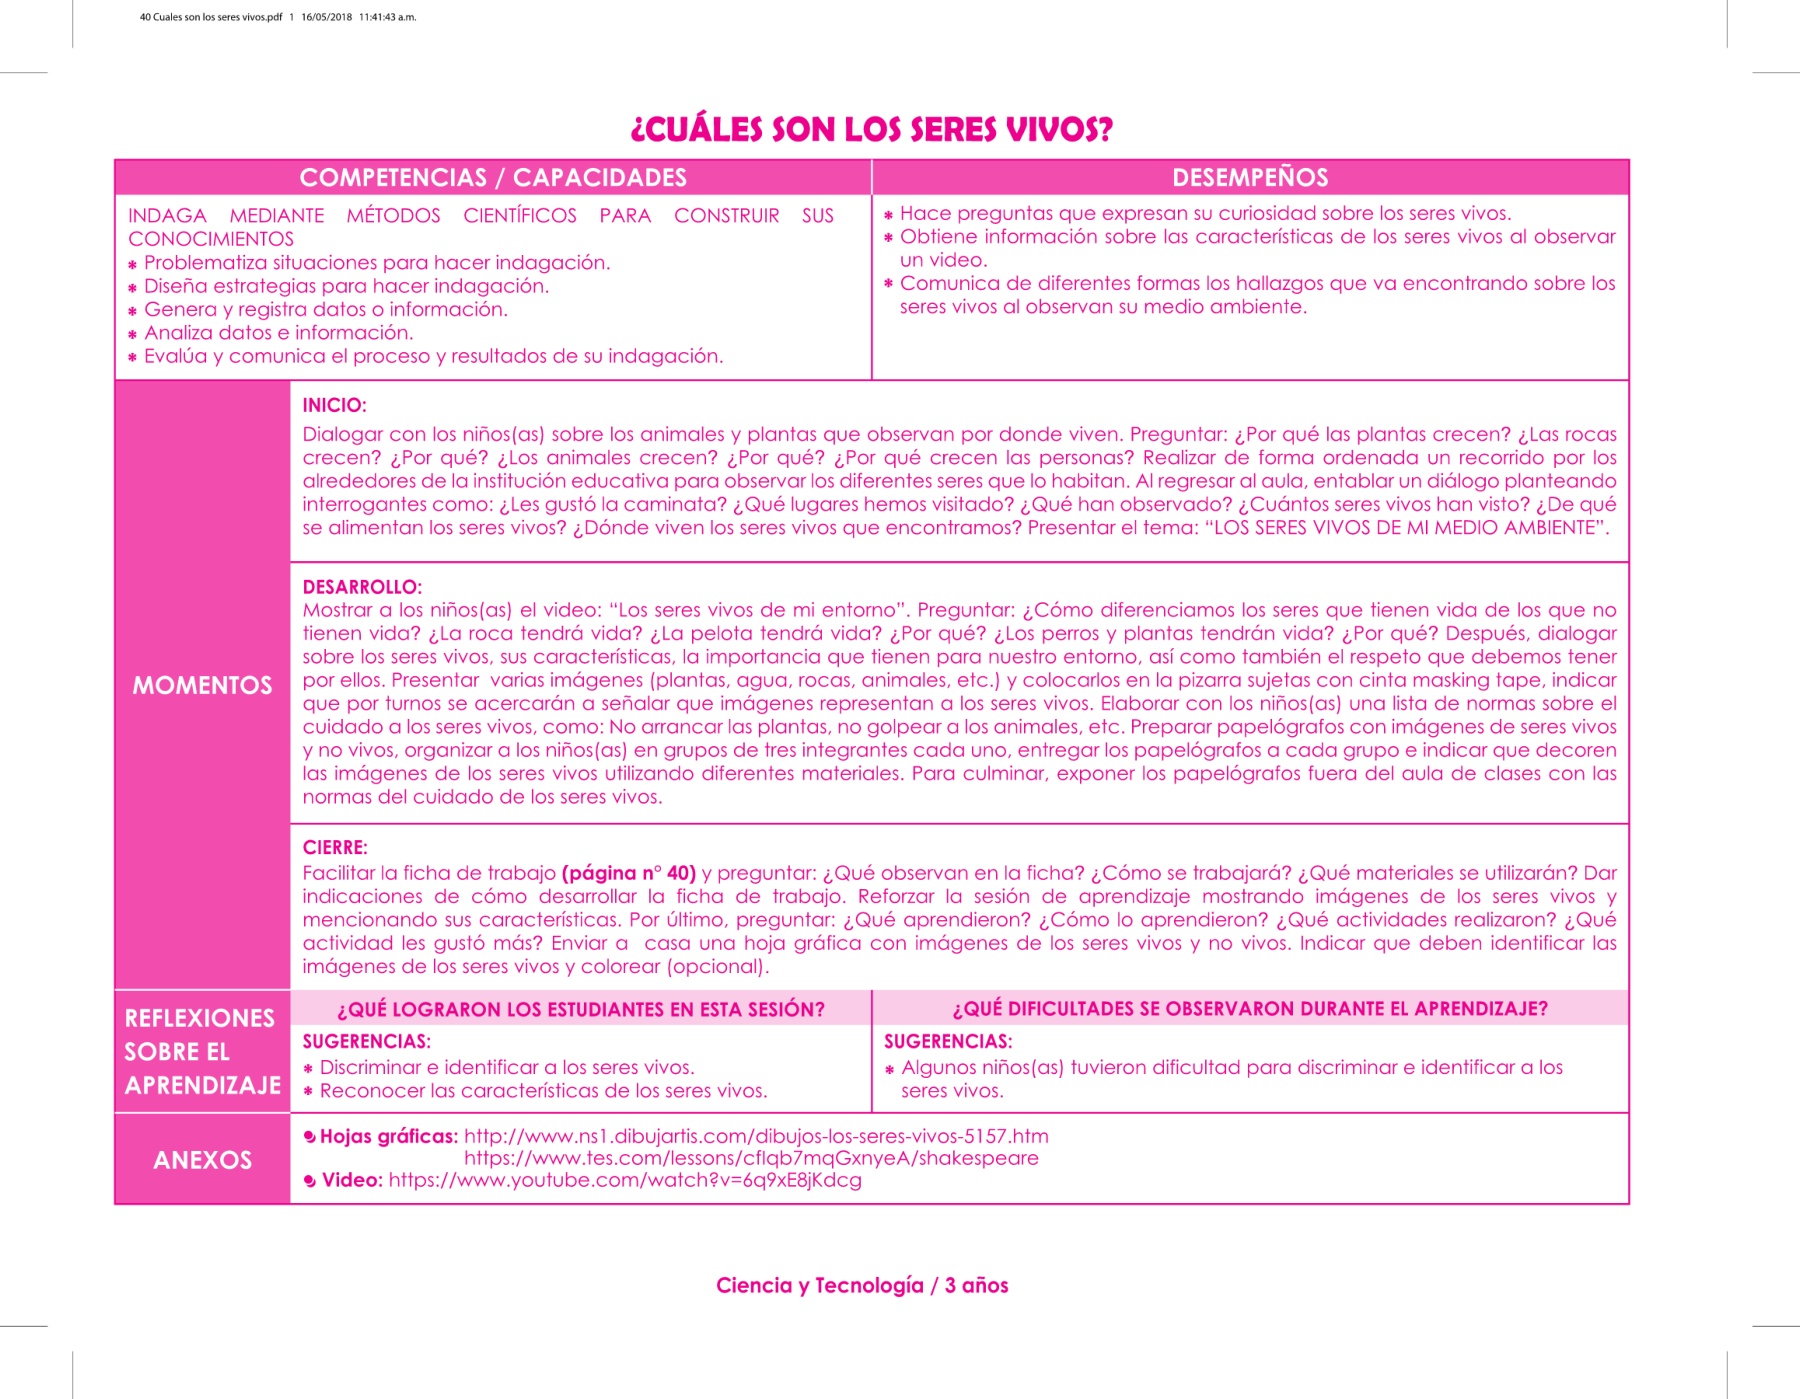 40 Cuales son los seres vivos.pdf 1 16/05/2018 11:41:43 a.m.
¿CUÁLES SON LOS SERES VIVOS?
COMPETENCIAS / CAPACIDADES
INDAGA MEDIANTE MÉTODOS CIENTÍFICOS PARA CONSTRUIR SUS
CONOCIMIENTOS
* Problematiza situaciones para hacer indagación.
* Diseña estrategias para hacer indagación.
* Genera y registra datos o información.
* Analiza datos e información.
* Evalúa y comunica el proceso y resultados de su indagación.
DESEMPEÑOS
* Hace preguntas que expresan su curiosidad sobre los seres vivos.
* Obtiene información sobre las características de los seres vivos al observar
un video.
* Comunica de diferentes formas los hallazgos que va encontrando sobre los
seres vivos al observan su medio ambiente.
MOMENTOS
INICIO:
Dialogar con los niños(as) sobre los animales y plantas que observan por donde viven. Preguntar: ¿Por qué las plantas crecen? ¿Las rocas
crecen? ¿Por qué? ¿Los animales crecen? ¿Por qué? ¿Por qué crecen las personas? Realizar de forma ordenada un recorrido por los
alrededores de la institución educativa para observar los diferentes seres que lo habitan. Al regresar al aula, entablar un diálogo planteando
interrogantes como: ¿Les gustó la caminata? ¿Qué lugares hemos visitado? ¿Qué han observado? ¿Cuántos seres vivos han visto? ¿De qué
se alimentan los seres vivos? ¿Dónde viven los seres vivos que encontramos? Presentar el tema: “LOS SERES VIVOS DE MI MEDIO AMBIENTE”.
DESARROLLO:
Mostrar a los niños(as) el video: “Los seres vivos de mi entorno”. Preguntar: ¿Cómo diferenciamos los seres que tienen vida de los que no
tienen vida? ¿La roca tendrá vida? ¿La pelota tendrá vida? ¿Por qué? ¿Los perros y plantas tendrán vida? ¿Por qué? Después, dialogar
sobre los seres vivos, sus características, la importancia que tienen para nuestro entorno, así como también el respeto que debemos tener
por ellos. Presentar varias imágenes (plantas, agua, rocas, animales, etc.) y colocarlos en la pizarra sujetas con cinta masking tape, indicar
que por turnos se acercarán a señalar que imágenes representan a los seres vivos. Elaborar con los niños(as) una lista de normas sobre el
cuidado a los seres vivos, como: No arrancar las plantas, no golpear a los animales, etc. Preparar papelógrafos con imágenes de seres vivos
y no vivos, organizar a los niños(as) en grupos de tres integrantes cada uno, entregar los papelógrafos a cada grupo e indicar que decoren
las imágenes de los seres vivos utilizando diferentes materiales. Para culminar, exponer los papelógrafos fuera del aula de clases con las
normas del cuidado de los seres vivos.
CIERRE:
Facilitar la ficha de trabajo (página n° 40) y preguntar: ¿Qué observan en la ficha? ¿Cómo se trabajará? ¿Qué materiales se utilizarán? Dar
indicaciones de cómo desarrollar la ficha de trabajo. Reforzar la sesión de aprendizaje mostrando imágenes de los seres vivos y
mencionando sus características. Por último, preguntar: ¿Qué aprendieron? ¿Cómo lo aprendieron? ¿Qué actividades realizaron? ¿Qué
actividad les gustó más? Enviar a casa una hoja gráfica con imágenes de los seres vivos y no vivos. Indicar que deben identificar las
imágenes de los seres vivos y colorear (opcional).
REFLEXIONES
SOBRE EL
APRENDIZAJE
¿QUÉ LOGRARON LOS ESTUDIANTES EN ESTA SESIÓN?
SUGERENCIAS:
* Discriminar e identificar a los seres vivos.
* Reconocer las características de los seres vivos.
¿QUÉ DIFICULTADES SE OBSERVARON DURANTE EL APRENDIZAJE?
SUGERENCIAS:
* Algunos niños(as) tuvieron dificultad para discriminar e identificar a los
seres vivos.
ANEXOS
Hojas gráficas: http://www.ns1.dibujartis.com/dibujos-los-seres-vivos-5157.htm
https://www.tes.com/lessons/cfIqb7mqGxnyeA/shakespeare
Video: https://www.youtube.com/watch?v=6q9xE8jKdcg
Ciencia y Tecnología / 3 años